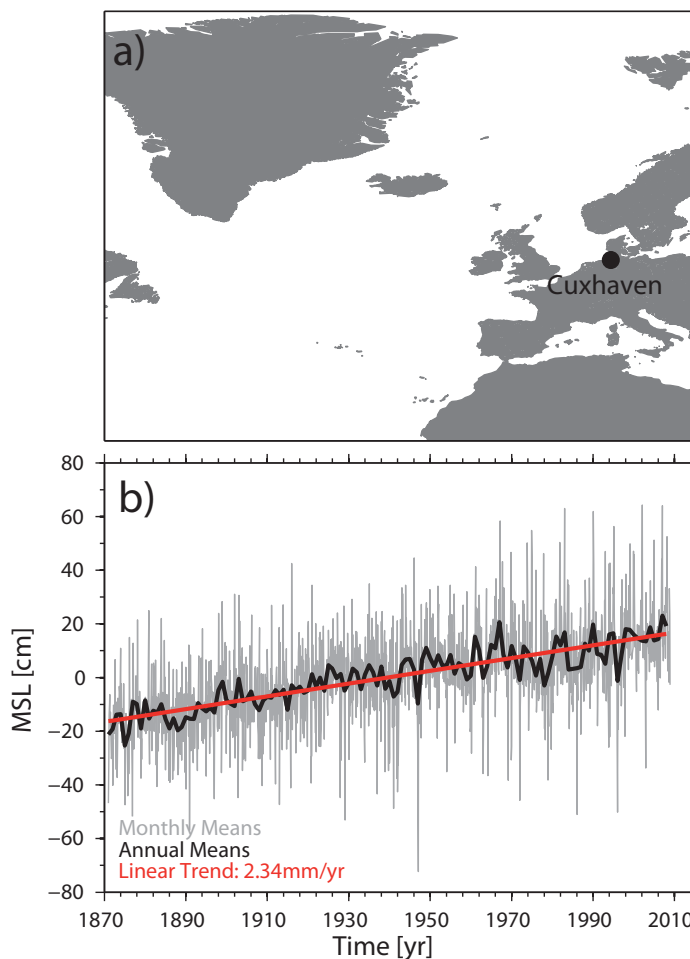 a)
Cuxhaven
b)
80
60
40
20
0
−20
−40
−60
−80
MSL [cm]
Monthly Means
Annual Means
Linear Trend: 2.34mm/yr
1870 1890 1910 1930 1950 1970 1990 2010
Time [yr]